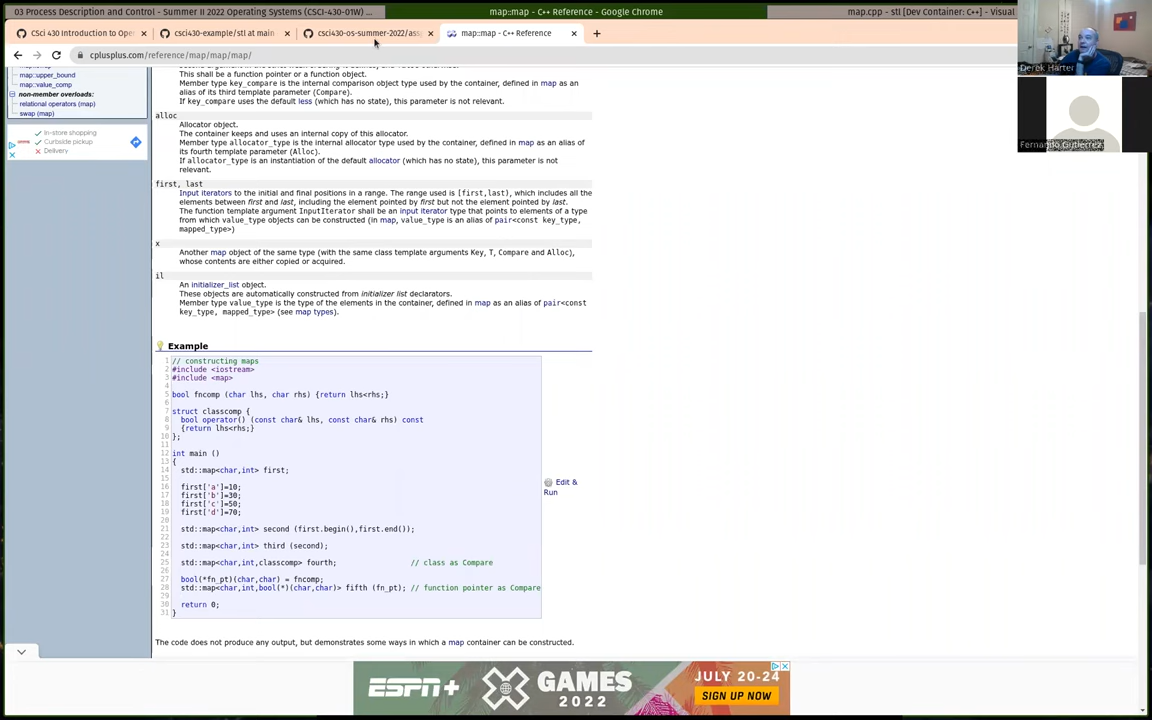 03 Process Description and Control - Summer II 2022 Operating Systems (CSCI-430-01W) ...
map::map - C++ Reference - Google Chrome
map.cpp - stl [Dev Container: C++] - Visual
CSci 430 Introduction to Ope
csci430-example/stl at main
csci430-os-summer-2022/ass
map::map - C++ Reference
cplusplus.com/reference/map/map/map/
Derek Harter
Fernando Gutierrez
map::upper_bound
map::value_comp
non-member overloads:
relational operators (map)
swap (map)
In-store shopping
Curbside pickup
Delivery
This shall be a function pointer or a function object.
Member type key_compare is the internal comparison object type used by the container, defined in map as an
alias of its third template parameter (Compare).
If key_compare uses the default less (which has no state), this parameter is not relevant.
alloc
Allocator object.
The container keeps and uses an internal copy of this allocator.
Member type allocator_type is the internal allocator type used by the container, defined in map as an alias of
its fourth template parameter (Alloc).
If allocator_type is an instantiation of the default allocator (which has no state), this parameter is not
relevant.
first, last
Input iterators to the initial and final positions in a range. The range used is [first,last), which includes all the
elements between first and last, including the element pointed by first but not the element pointed by last.
The function template argument InputIterator shall be an input iterator type that points to elements of a type
from which value_type objects can be constructed (in map, value_type is an alias of pair<const key_type,
mapped_type>)
x
Another map object of the same type (with the same class template arguments Key, T, Compare and Alloc),
whose contents are either copied or acquired.
il
An initializer_list object.
These objects are automatically constructed from initializer list declarators.
Member type value_type is the type of the elements in the container, defined in map as an alias of pair<const
key_type, mapped_type> (see map types).
Example
1 // constructing maps
2 #include <iostream>
3 #include <map>
4
5 bool fncomp (char lhs, char rhs) {return lhs<rhs;}
6
7 struct classcomp {
8 bool operator() (const char& lhs, const char& rhs) const
9 {return lhs<rhs;}
10 };
11
12 int main ()
13 {
14 std::map<char,int> first;
15
16 first['a']=10;
17 first['b']=30;
18 first['c']=50;
19 first['d']=70;
20
21 std::map<char,int> second (first.begin(),first.end());
22
23 std::map<char,int> third (second);
24
25 std::map<char,int,classcomp> fourth; // class as Compare
26
27 bool(*fn_pt)(char,char) = fncomp;
28 std::map<char,int,bool(*)(char,char)> fifth (fn_pt); // function pointer as Compare
29
30 return 0;
31 }
Edit &
Run
The code does not produce any output, but demonstrates some ways in which a map container can be constructed.
ESPN+
X GAMES
2022
JULY 20-24
SIGN UP NOW